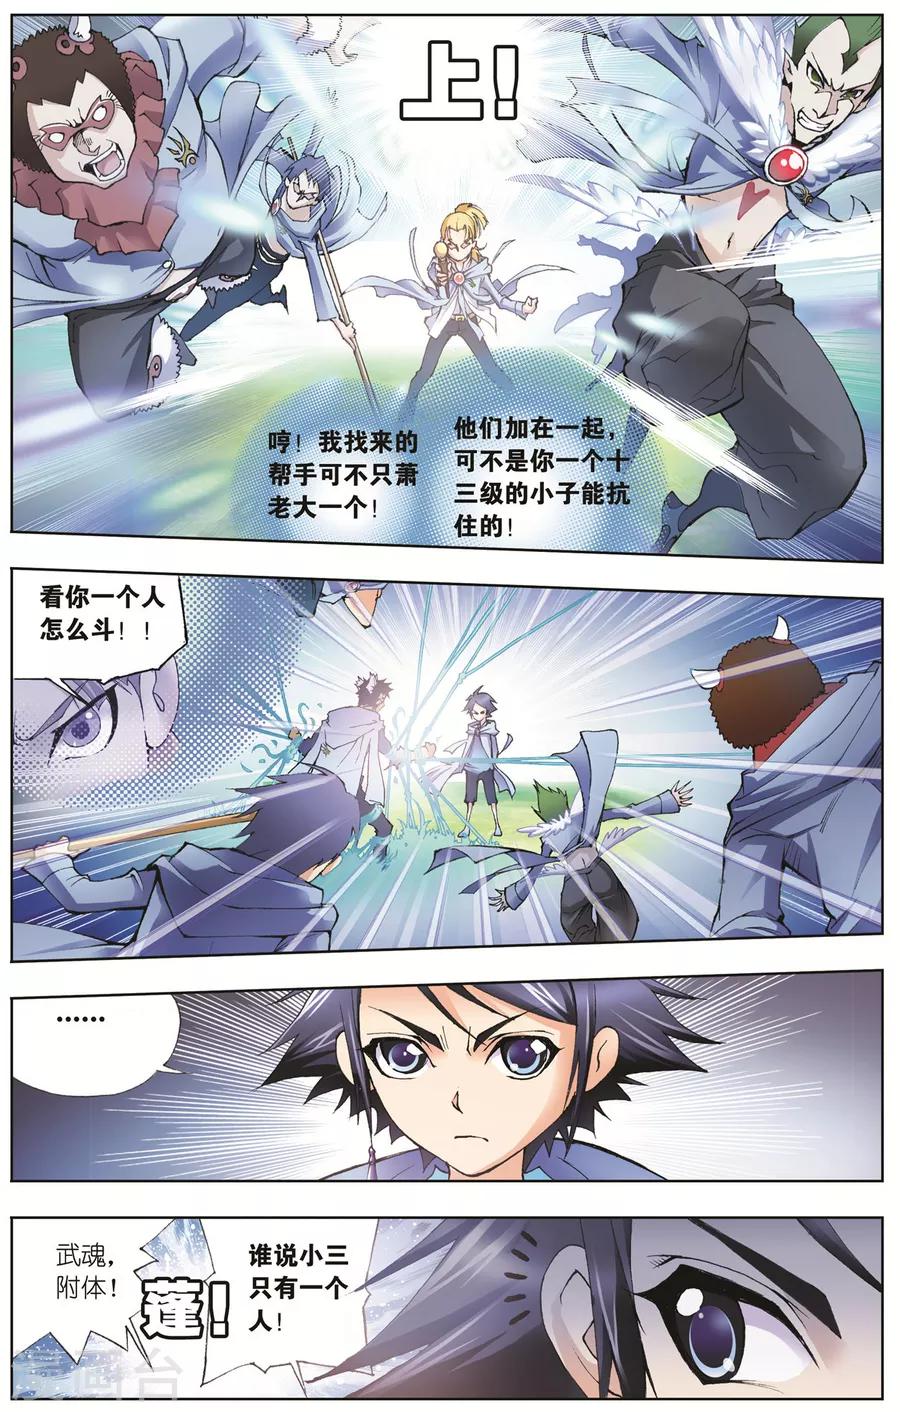 上！
哼！我找来的
帮手可不只萧
老大一个！
他们加在一起，
可不是你一个十
三级的小子能抗
住的！
看你一个人
怎么斗！！
……
武魂，
附体！
蓬！
谁说小三
只有一个
人！
漫画台